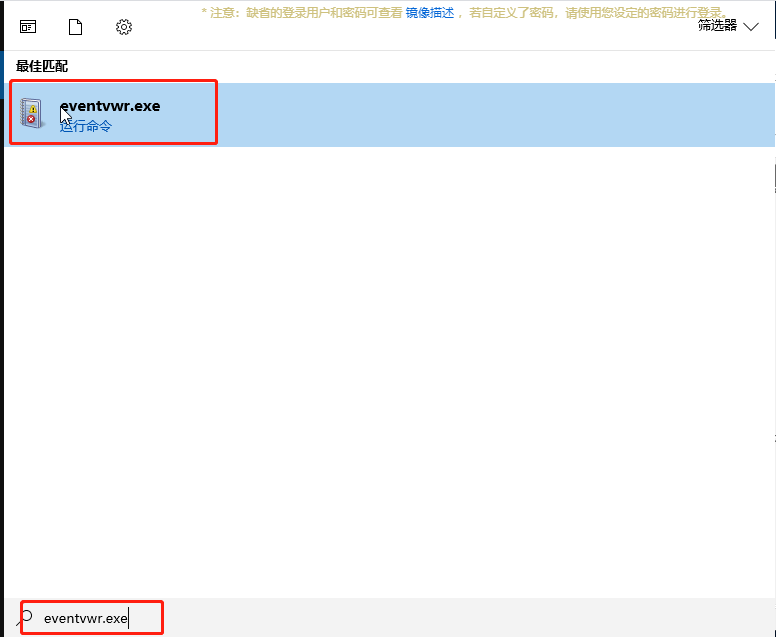 * 注意：缺省的登录用户和密码可查看 镜像描述 ，若自定义了密码，请使用您设定的密码进行登录。
筛选器
最佳匹配
eventvwr.exe
运行命令
eventvwr.exe